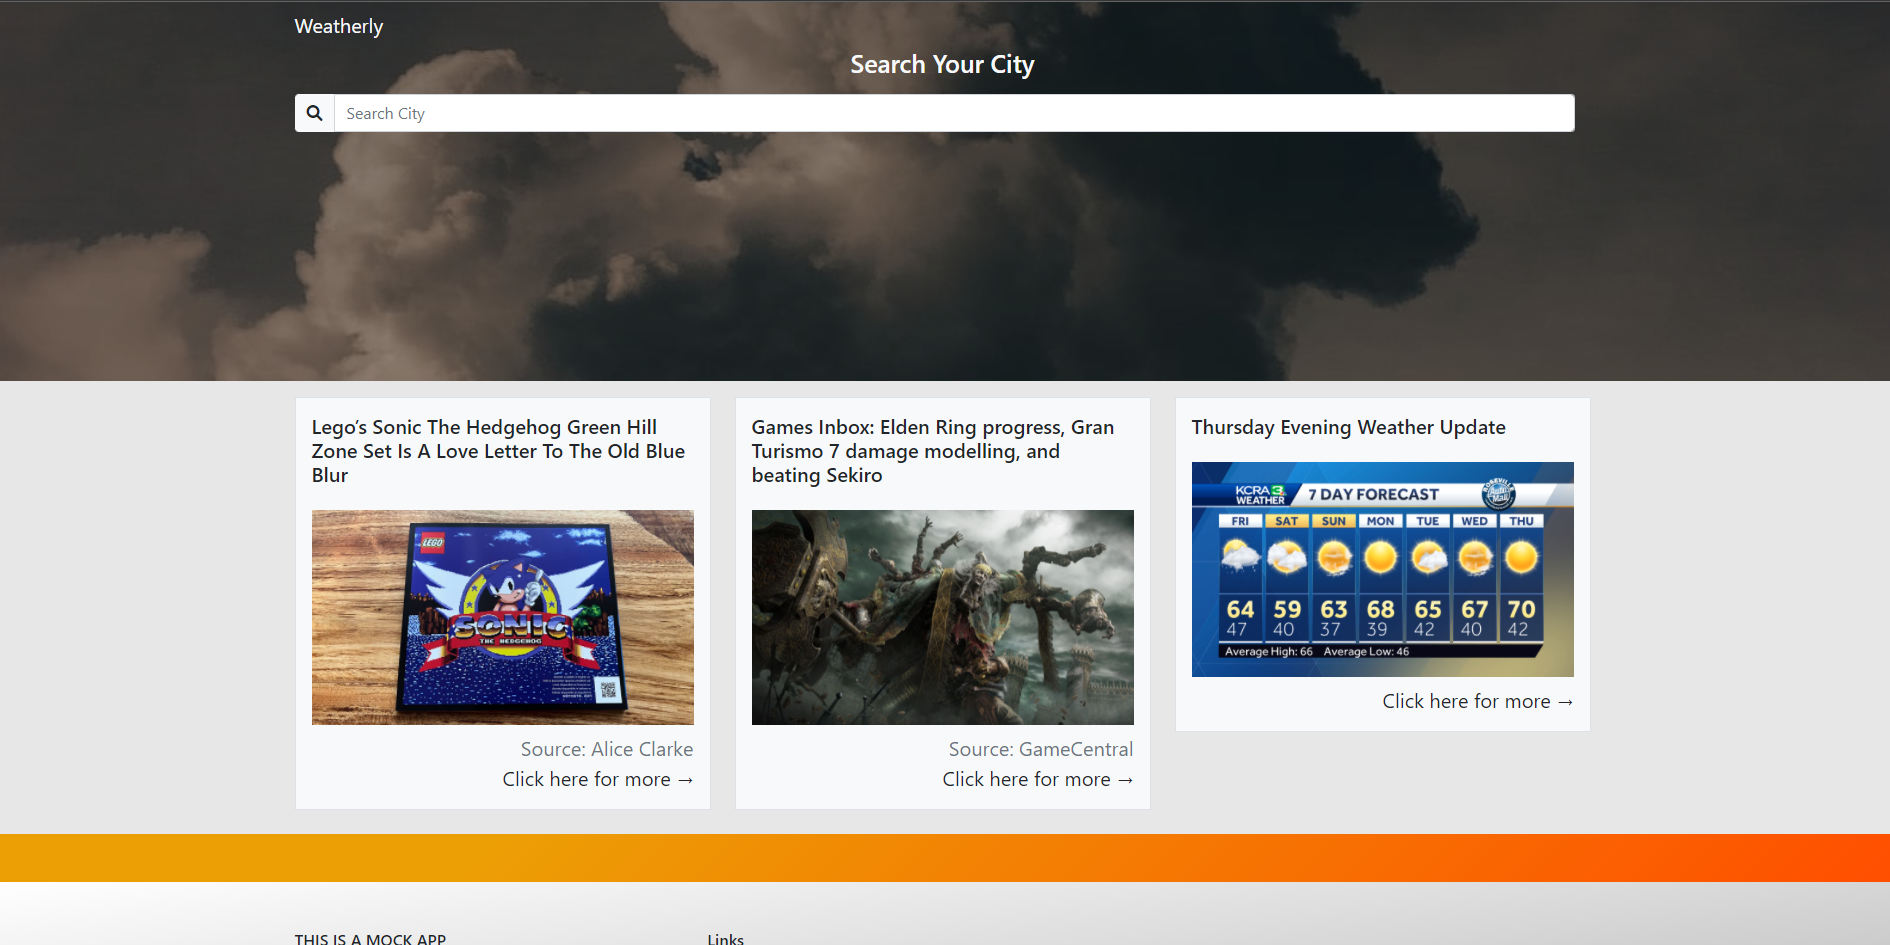 Weatherly
Search Your City
Search City
Lego's Sonic The Hedgehog Green Hill
Zone Set Is A Love Letter To The Old Blue
Blur
LEGO
SONIC
THE HEDGEHOG
Source: Alice Clarke
Click here for more →
Games Inbox: Elden Ring progress, Gran
Turismo 7 damage modelling, and
beating Sekiro
Source: GameCentral
Click here for more →
Thursday Evening Weather Update
KCRA 3
WEATHER
7 DAY FORECAST
ROSEVILLE
Auto
Mall
FRI SAT SUN MON TUE WED THU
64 59 63 68 65 67 70
47 40 37 39 42 40 42
Average High: 66 Average Low: 46
Click here for more →
THIS IS A MOCK APP
Links